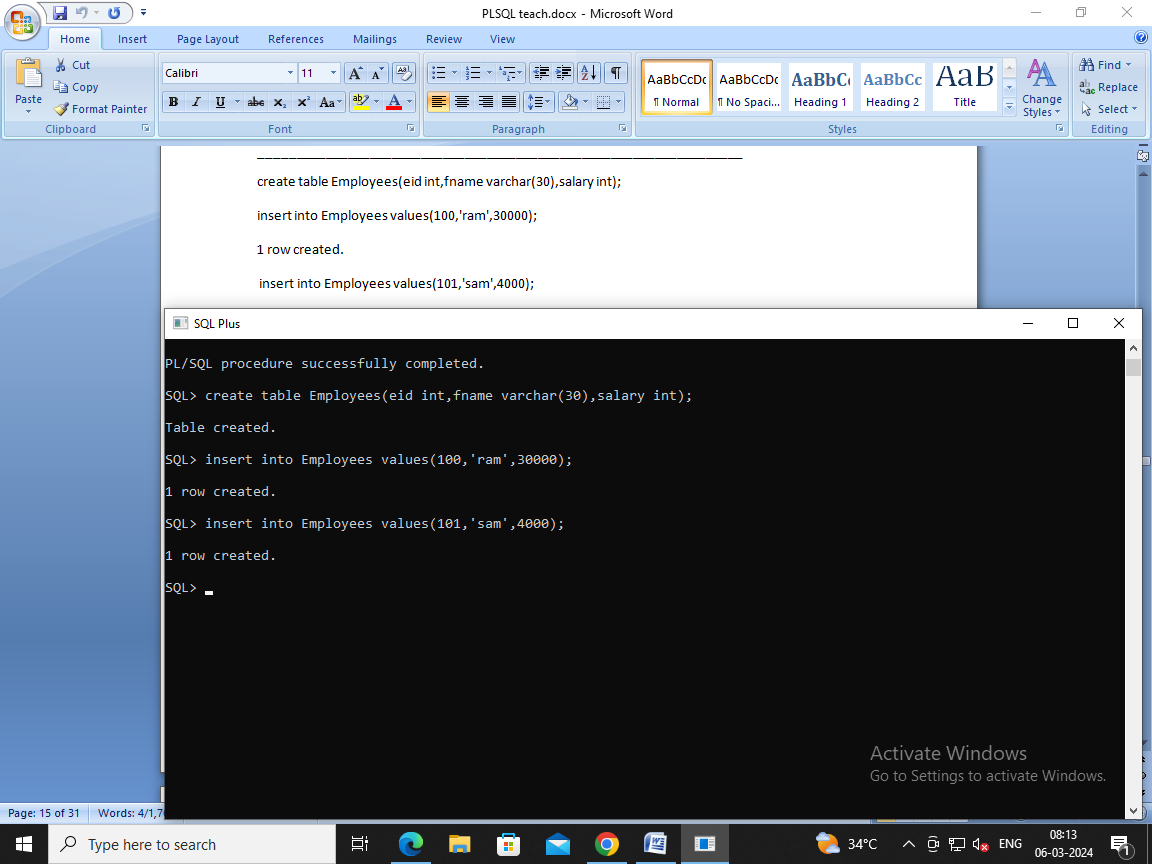 PLSQL teach.docx - Microsoft Word
Home Insert Page Layout References Mailings Review View
Paste
Cut
Copy
Format Painter
Clipboard
Calibri 11
Font
Paragraph
AaBbCcDc AaBbCcDc AaBbC AaBbCc AaB
¶ Normal ¶ No Spaci... Heading 1 Heading 2 Title
Change Styles
Styles
Find
Replace
Select
Editing
create table Employees(eid int,fname varchar(30),salary int);
insert into Employees values(100,'ram',30000);
1 row created.
insert into Employees values(101,'sam',4000);
SQL Plus
PL/SQL procedure successfully completed.
SQL> create table Employees(eid int,fname varchar(30),salary int);
Table created.
SQL> insert into Employees values(100,'ram',30000);
1 row created.
SQL> insert into Employees values(101,'sam',4000);
1 row created.
SQL>
Activate Windows
Go to Settings to activate Windows.
Page: 15 of 31 Words: 4/1,7
Type here to search
34°C
ENG
08:13
06-03-2024
1